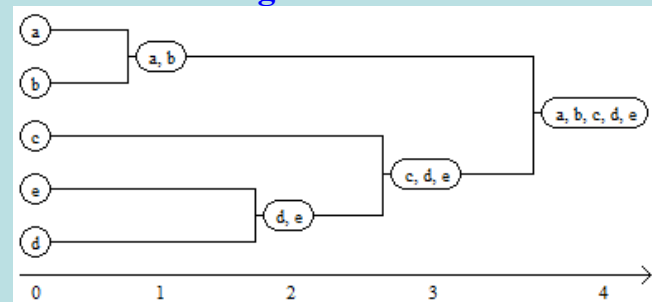 a
a, b
b
a, b, c, d, e
c
c, d, e
e
d, e
d
0 1 2 3 4